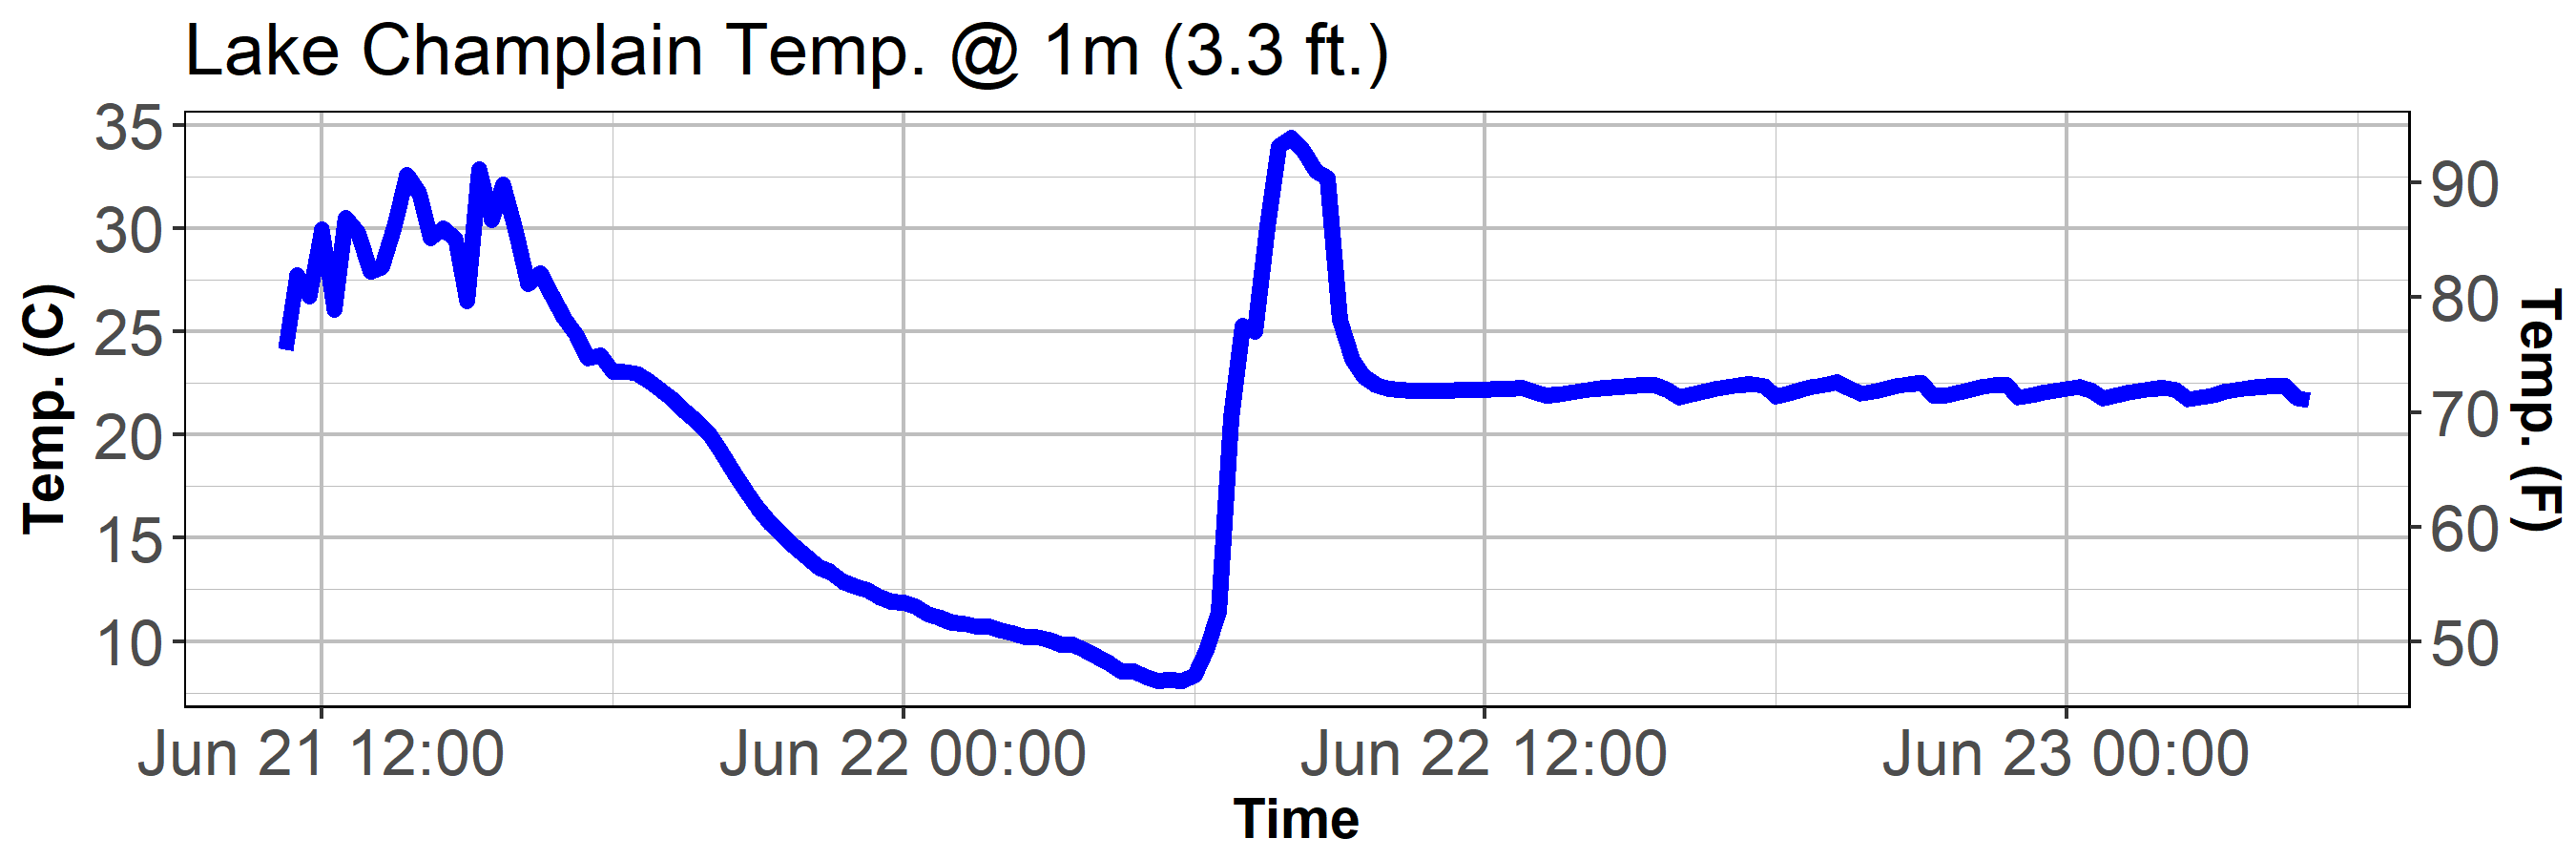 Lake Champlain Temp. @ 1m (3.3 ft.)
Temp. (C)
35
30
25
20
15
10
90
80
70
60
50
Temp. (F)
Jun 21 12:00
Jun 22 00:00
Jun 22 12:00
Jun 23 00:00
Time